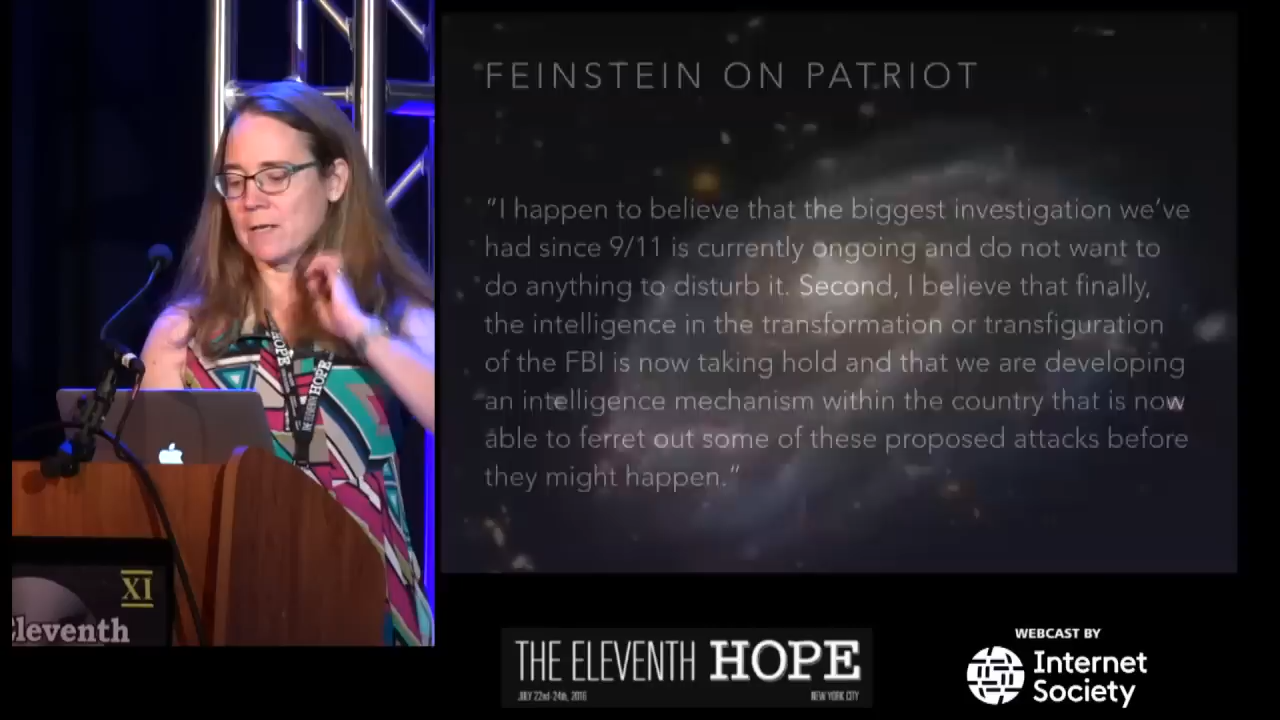 FEINSTEIN ON PATRIOT
“I happen to believe that the biggest investigation we’ve
had since 9/11 is currently ongoing and do not want to
do anything to disturb it. Second, I believe that finally,
the intelligence in the transformation or transfiguration
of the FBI is now taking hold and that we are developing
an intelligence mechanism within the country that is now
able to ferret out some of these proposed attacks before
they might happen.”
HOPE
THE ELEVENTH HOPE
XI
Eleventh
THE ELEVENTH HOPE
JULY 22nd-24th, 2016
NEW YORK CITY
WEBCAST BY
Internet
Society